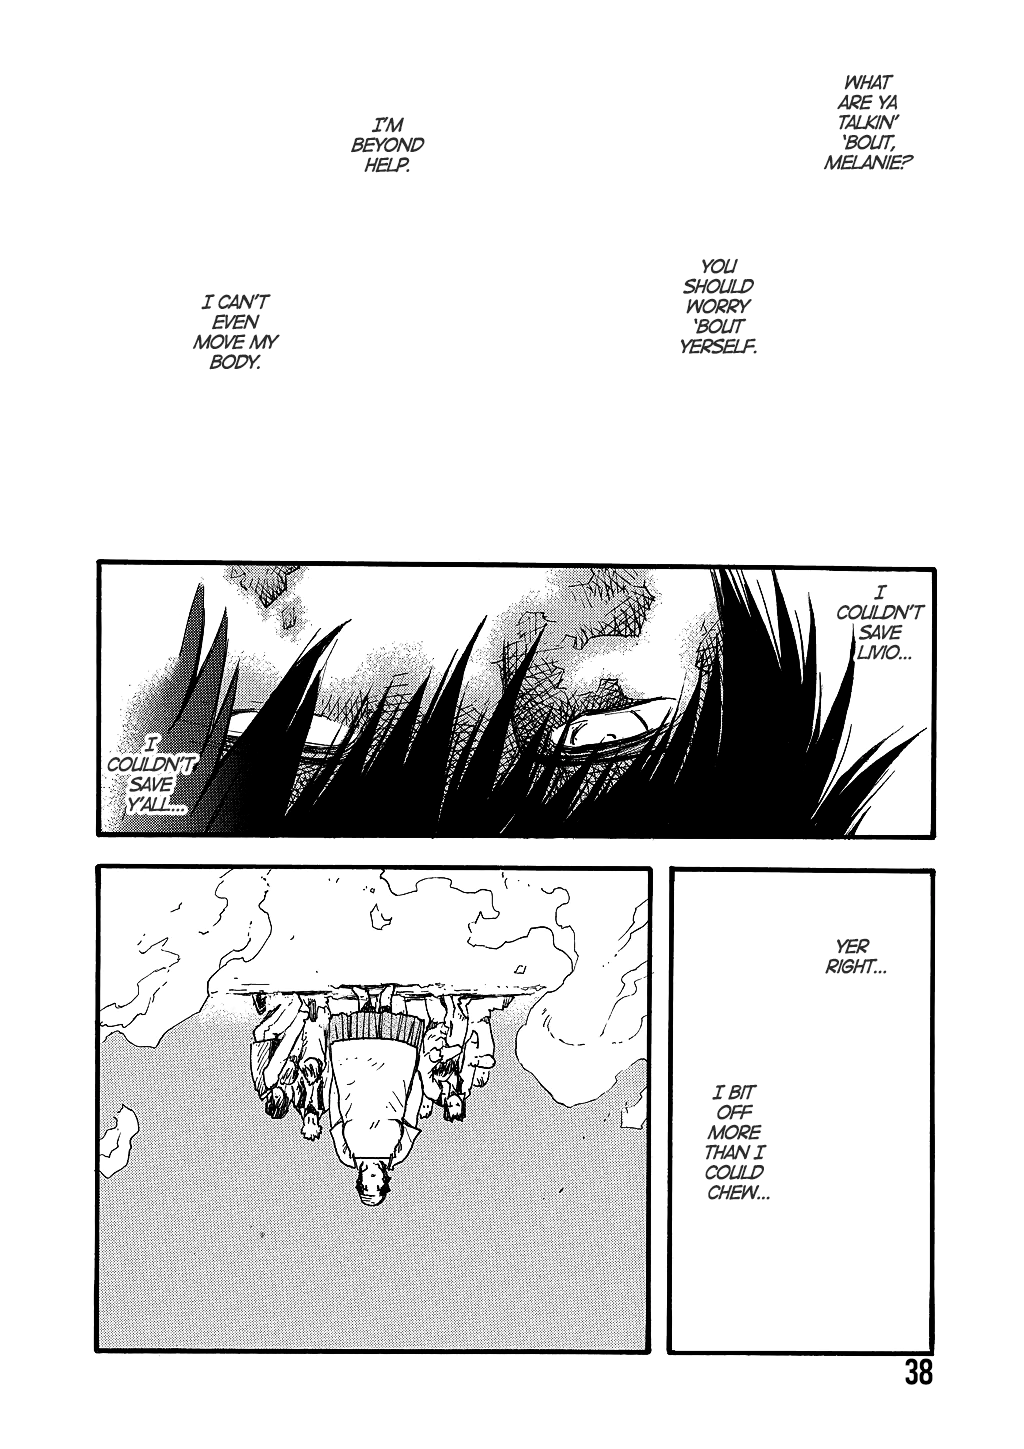 WHAT
ARE YA
TALKIN'
'BOUT,
MELANIE?
YOU
SHOULD
WORRY
'BOUT
YERSELF.
I'M
BEYOND
HELP.
I CAN'T
EVEN
MOVE MY
BODY.
I
COULDN'T
SAVE
LIVIO...
I
COULDN'T
SAVE
Y'ALL...
YER
RIGHT...
I BIT
OFF
MORE
THAN I
COULD
CHEW...
38